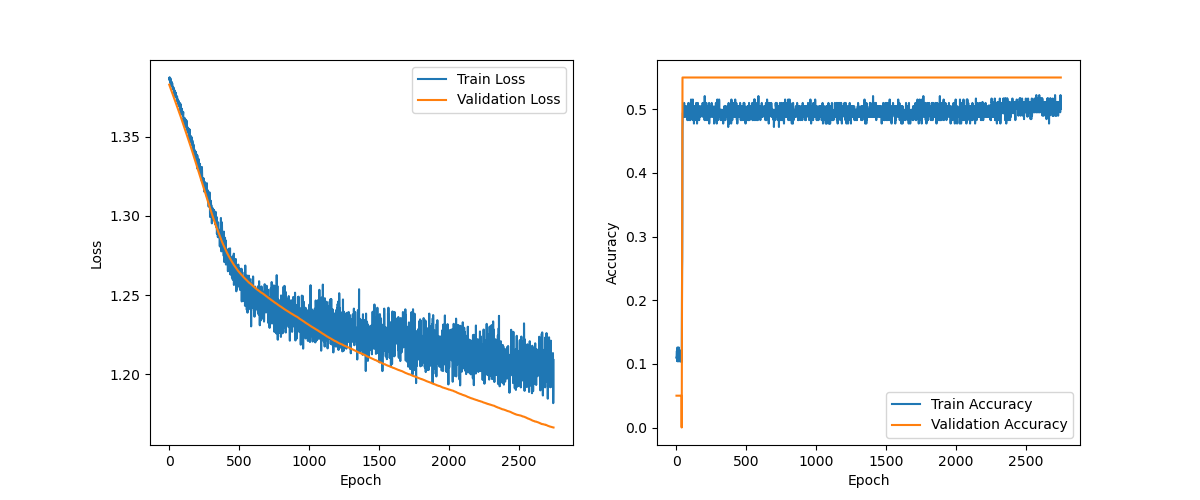 Train Loss
Validation Loss
1.35
1.30
1.25
1.20
Loss
0
500
1000
1500
2000
2500
Epoch
0.5
0.4
0.3
0.2
0.1
0.0
Accuracy
Train Accuracy
Validation Accuracy
0
500
1000
1500
2000
2500
Epoch